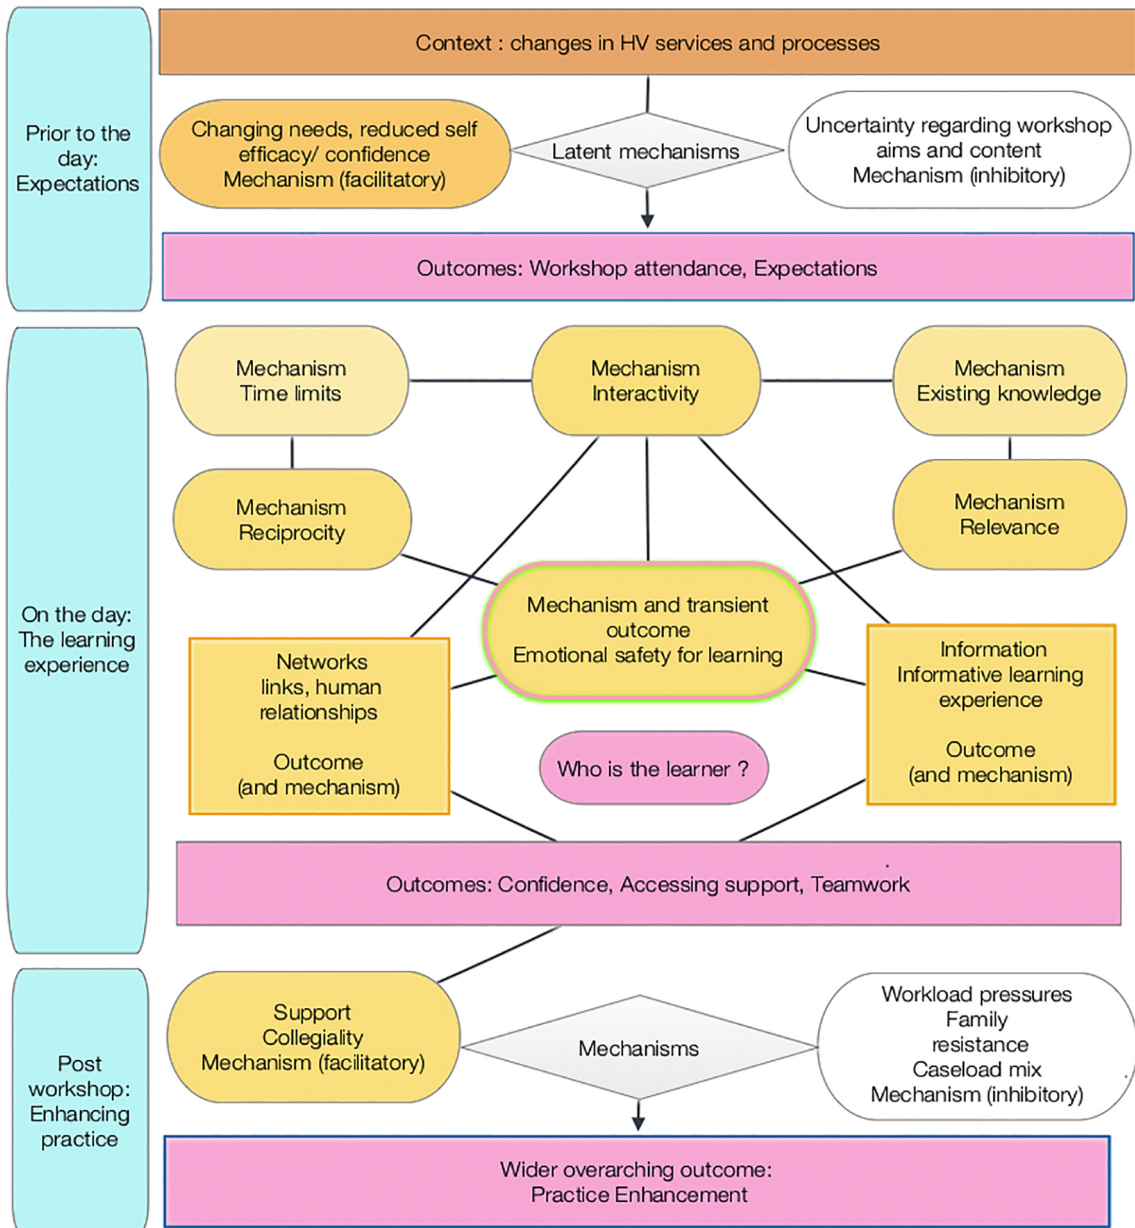 Context : changes in HV services and processes
Prior to the
day:
Expectations
Changing needs, reduced self
efficacy/ confidence
Mechanism (facilitatory)
Latent mechanisms
Uncertainty regarding workshop
aims and content
Mechanism (inhibitory)
Outcomes: Workshop attendance, Expectations
On the day:
The learning
experience
Mechanism
Time limits
Mechanism
Interactivity
Mechanism
Existing knowledge
Mechanism
Reciprocity
Mechanism
Relevance
Mechanism and transient
outcome
Emotional safety for learning
Networks
links, human
relationships
Outcome
(and mechanism)
Information
Informative learning
experience
Outcome
(and mechanism)
Who is the learner ?
Outcomes: Confidence, Accessing support, Teamwork
Post
workshop:
Enhancing
practice
Support
Collegiality
Mechanism (facilitatory)
Mechanisms
Workload pressures
Family
resistance
Caseload mix
Mechanism (inhibitory)
Wider overarching outcome:
Practice Enhancement